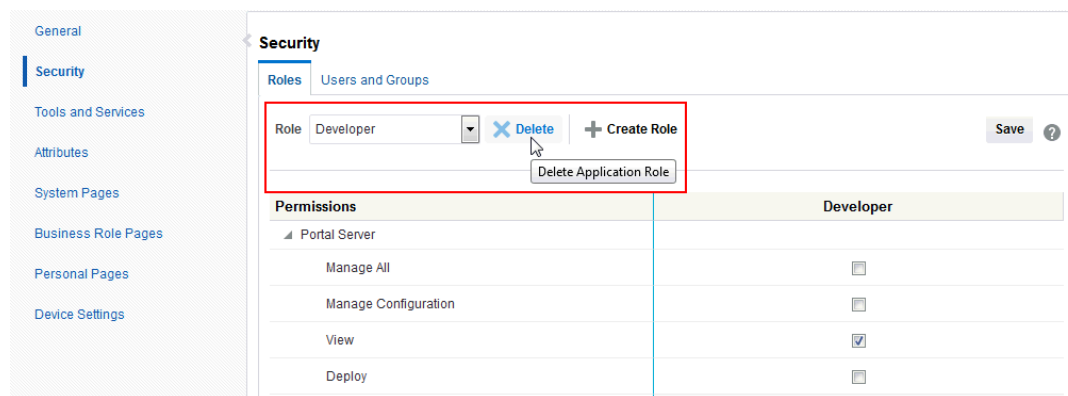 General
Security
Tools and Services
Attributes
System Pages
Business Role Pages
Personal Pages
Device Settings
Security
Roles Users and Groups
Role Developer Delete Create Role Save
Delete Application Role
Permissions Developer
Portal Server
Manage All
Manage Configuration
View
Deploy